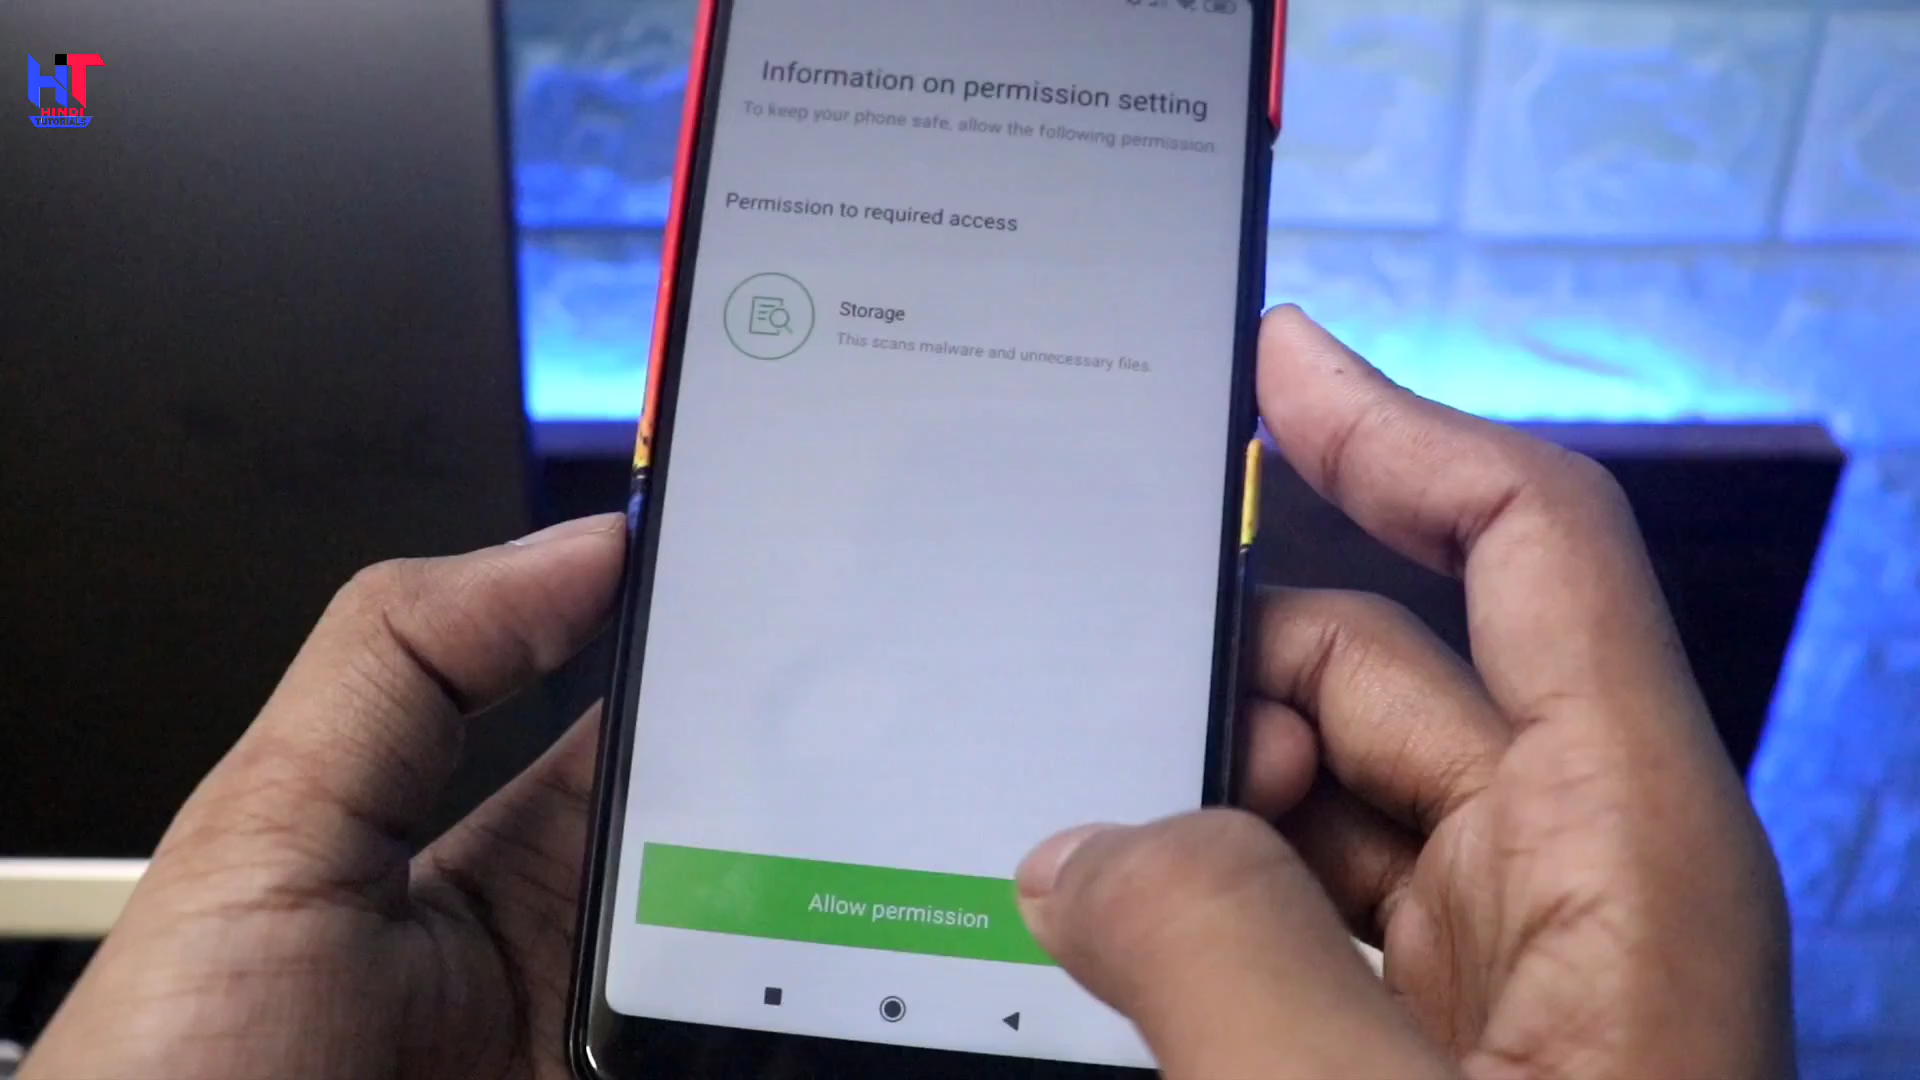 HT
HINDI
TUTORIALS
Information on permission setting
To keep your phone safe, allow the following permission.
Permission to required access
Storage
This scans malware and unnecessary files.
Allow permission